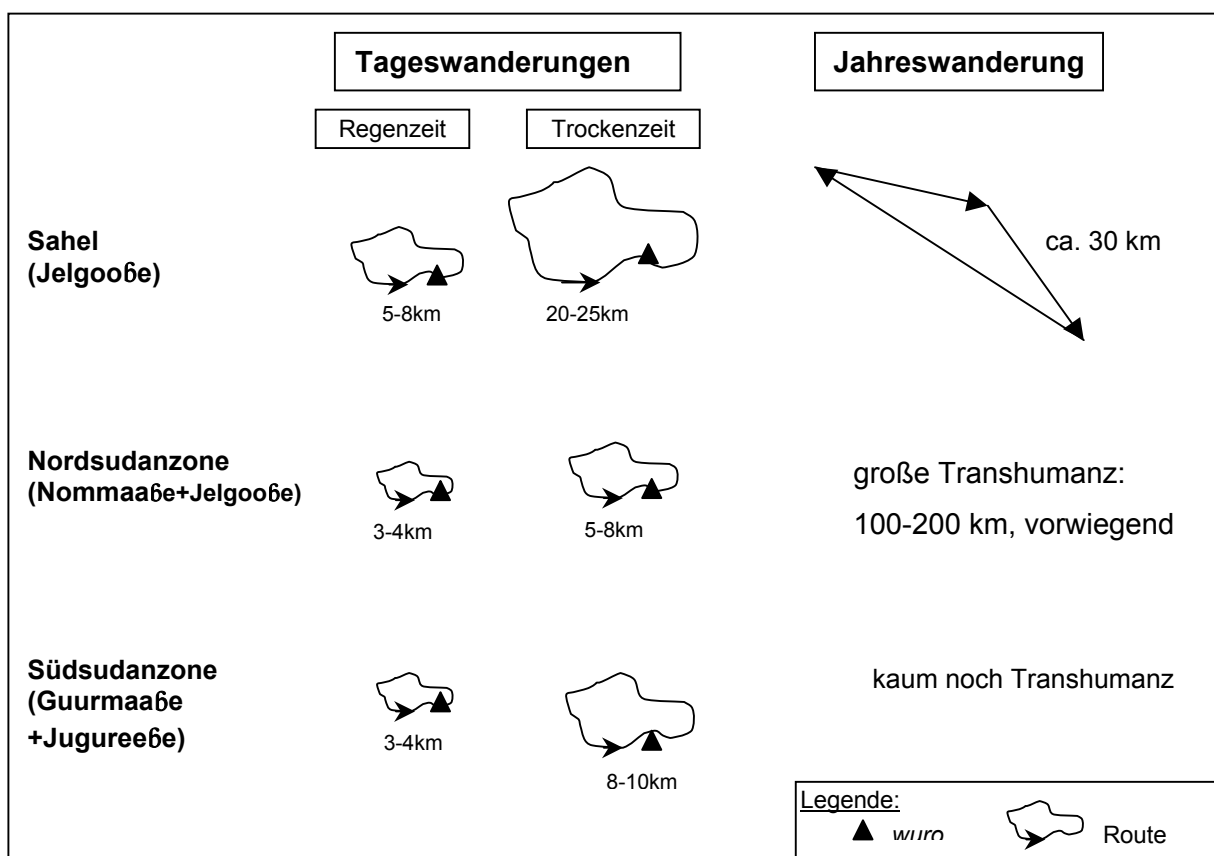 Tageswanderungen
Jahreswanderung
Regenzeit
Trockenzeit
Sahel
(Jelgooɓe)
5-8km
20-25km
ca. 30 km
Nordsudanzone
(Nommaaɓe+Jelgooɓe)
3-4km
5-8km
große Transhumanz:
100-200 km, vorwiegend
Südsudanzone
(Guurmaaɓe
+Jugureeɓe)
3-4km
8-10km
kaum noch Transhumanz
Legende:
wuro
Route